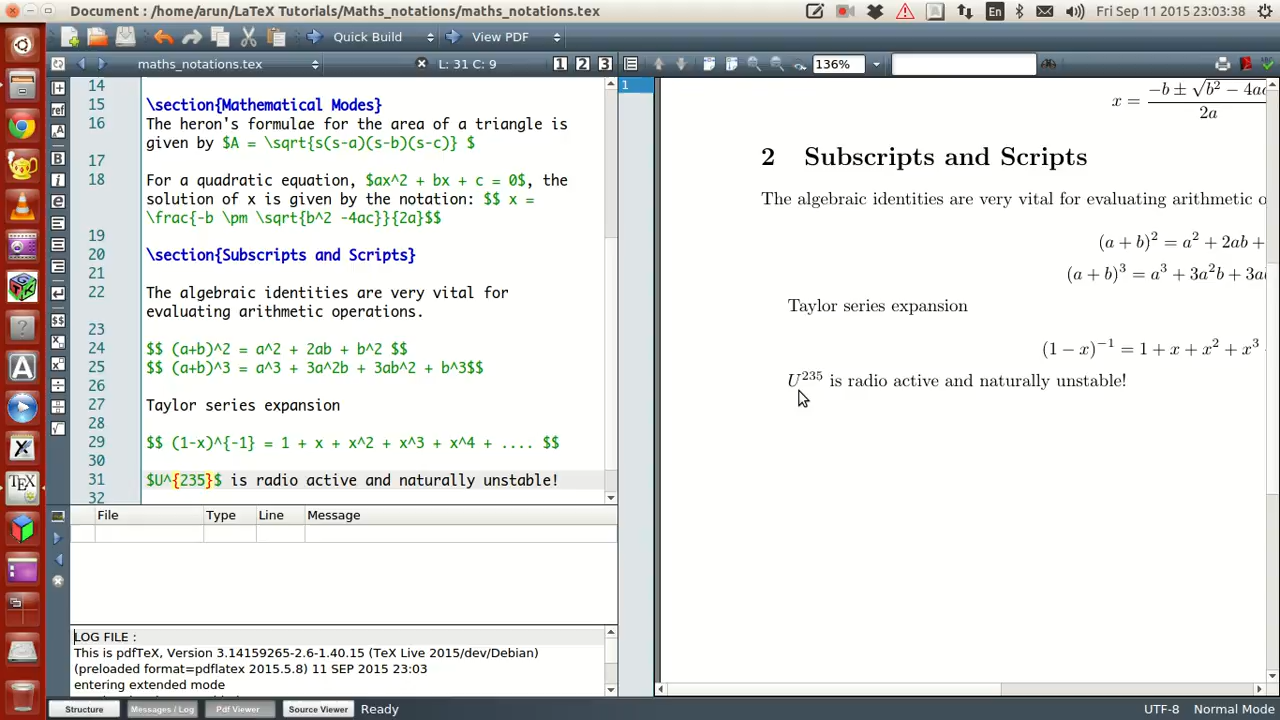 Document : /home/arun/LaTeX Tutorials/Maths_notations/maths_notations.tex
En
Fri Sep 11 2015 23:03:38
Quick Build
View PDF
maths_notations.tex
L: 31 C: 9
1 2 3
136%
14
15 \section{Mathematical Modes}
16 The heron's formulae for the area of a triangle is
given by $A = \sqrt{s(s-a)(s-b)(s-c)} $
17
18 For a quadratic equation, $ax^2 + bx + c = 0$, the
solution of x is given by the notation: $$ x =
\frac{-b \pm \sqrt{b^2 -4ac}}{2a}$$
19
20 \section{Subscripts and Scripts}
21
22 The algebraic identities are very vital for
evaluating arithmetic operations.
23
24 $$ (a+b)^2 = a^2 + 2ab + b^2 $$
25 $$ (a+b)^3 = a^3 + 3a^2b + 3ab^2 + b^3$$
26
27 Taylor series expansion
28
29 $$ (1-x)^{-1} = 1 + x + x^2 + x^3 + x^4 + .... $$
30
31 $U^{235}$ is radio active and naturally unstable!
32
1
x = −b ± √b² − 4ac
2a
2 Subscripts and Scripts
The algebraic identities are very vital for evaluating arithmetic o
(a + b)² = a² + 2ab +
(a + b)³ = a³ + 3a²b + 3ab
Taylor series expansion
(1 − x)⁻¹ = 1 + x + x² + x³
U²³⁵ is radio active and naturally unstable!
File Type Line Message
LOG FILE :
This is pdfTeX, Version 3.14159265-2.6-1.40.15 (TeX Live 2015/dev/Debian)
(preloaded format=pdflatex 2015.5.8) 11 SEP 2015 23:03
entering extended mode
Structure Messages / Log Pdf Viewer Source Viewer Ready
UTF-8 Normal Mode